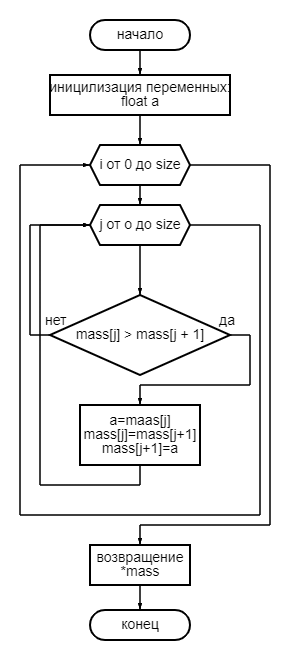 начало
иницилизация переменных:
float a
i от 0 до size
j от о до size
нет
да
mass[j] > mass[j + 1]
a=maas[j]
mass[j]=mass[j+1]
mass[j+1]=a
возвращение
*mass
конец